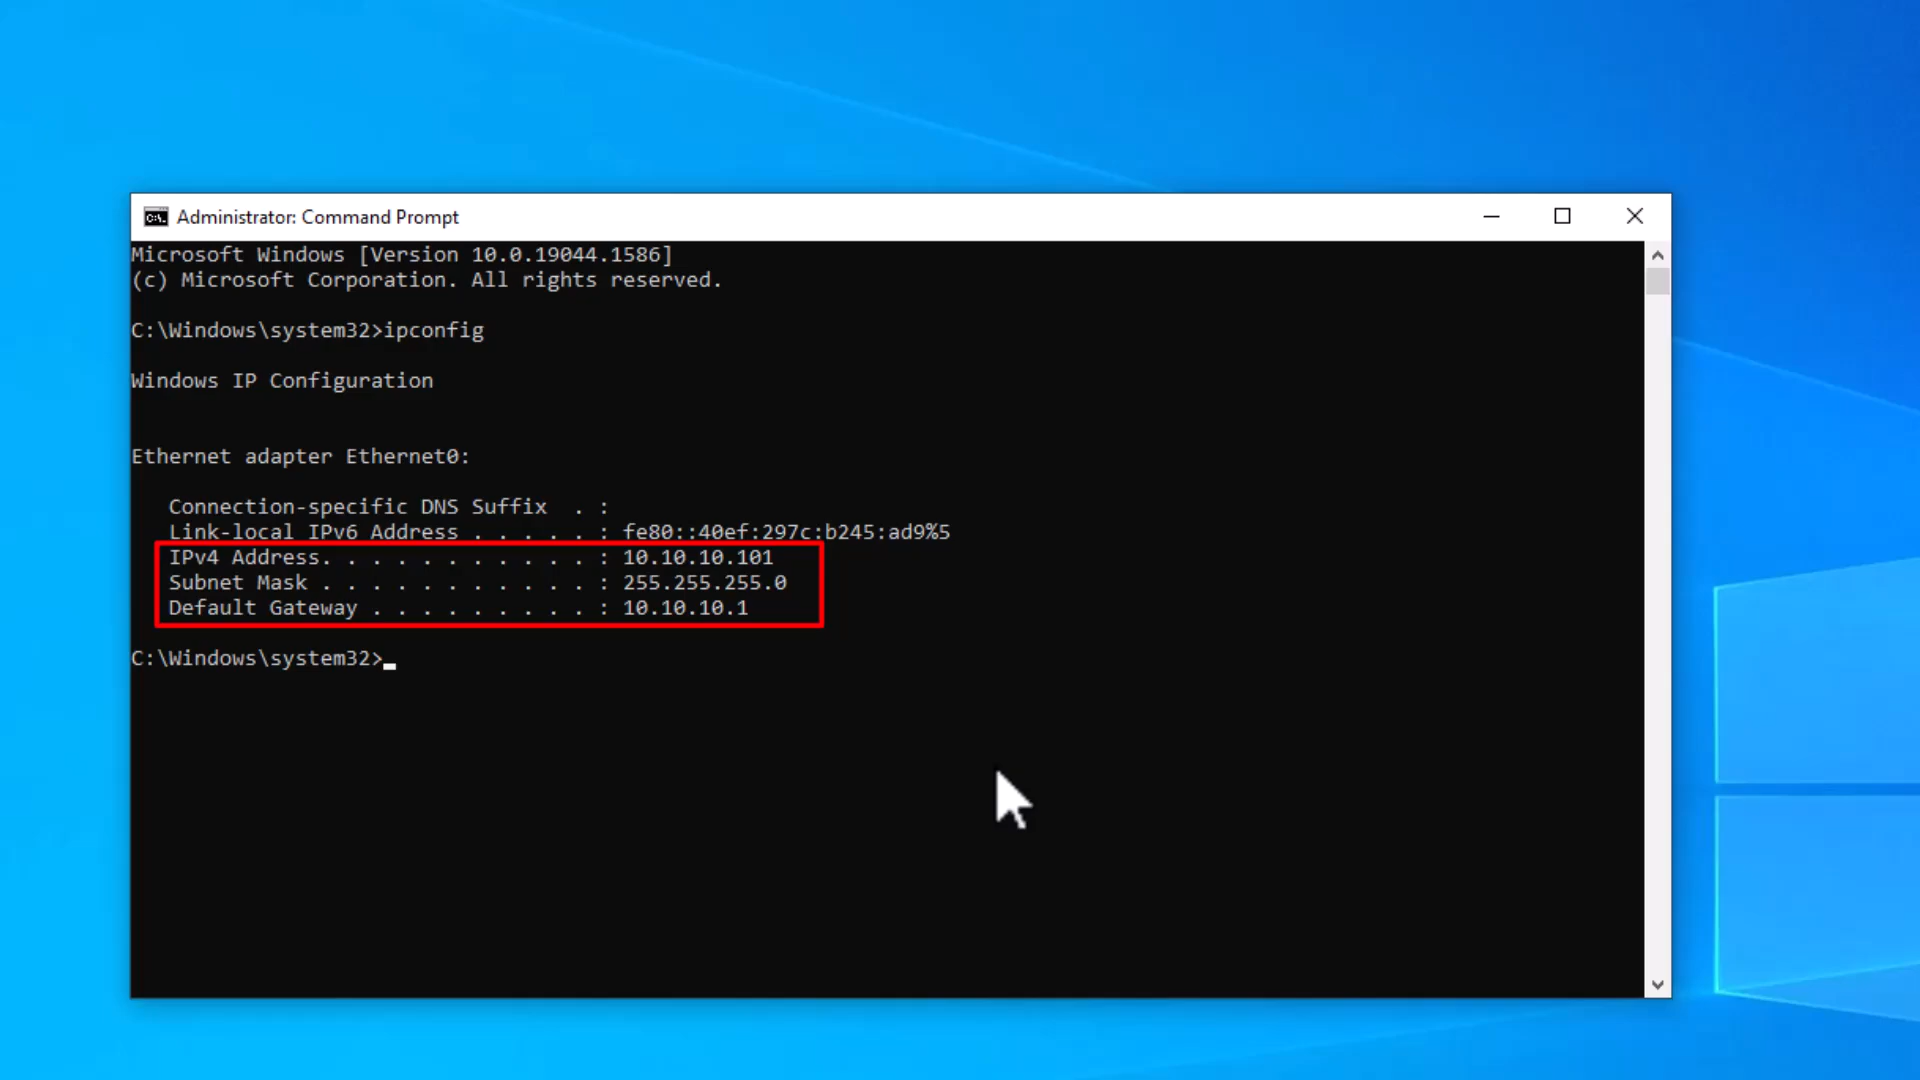 Administrator: Command Prompt
Microsoft Windows [Version 10.0.19044.1586]
(c) Microsoft Corporation. All rights reserved.
C:\Windows\system32>ipconfig
Windows IP Configuration
Ethernet adapter Ethernet0:
Connection-specific DNS Suffix  . :
Link-local IPv6 Address . . . . . : fe80::40ef:297c:b245:ad9%5
IPv4 Address. . . . . . . . . . . : 10.10.10.101
Subnet Mask . . . . . . . . . . . : 255.255.255.0
Default Gateway . . . . . . . . . : 10.10.10.1
C:\Windows\system32>